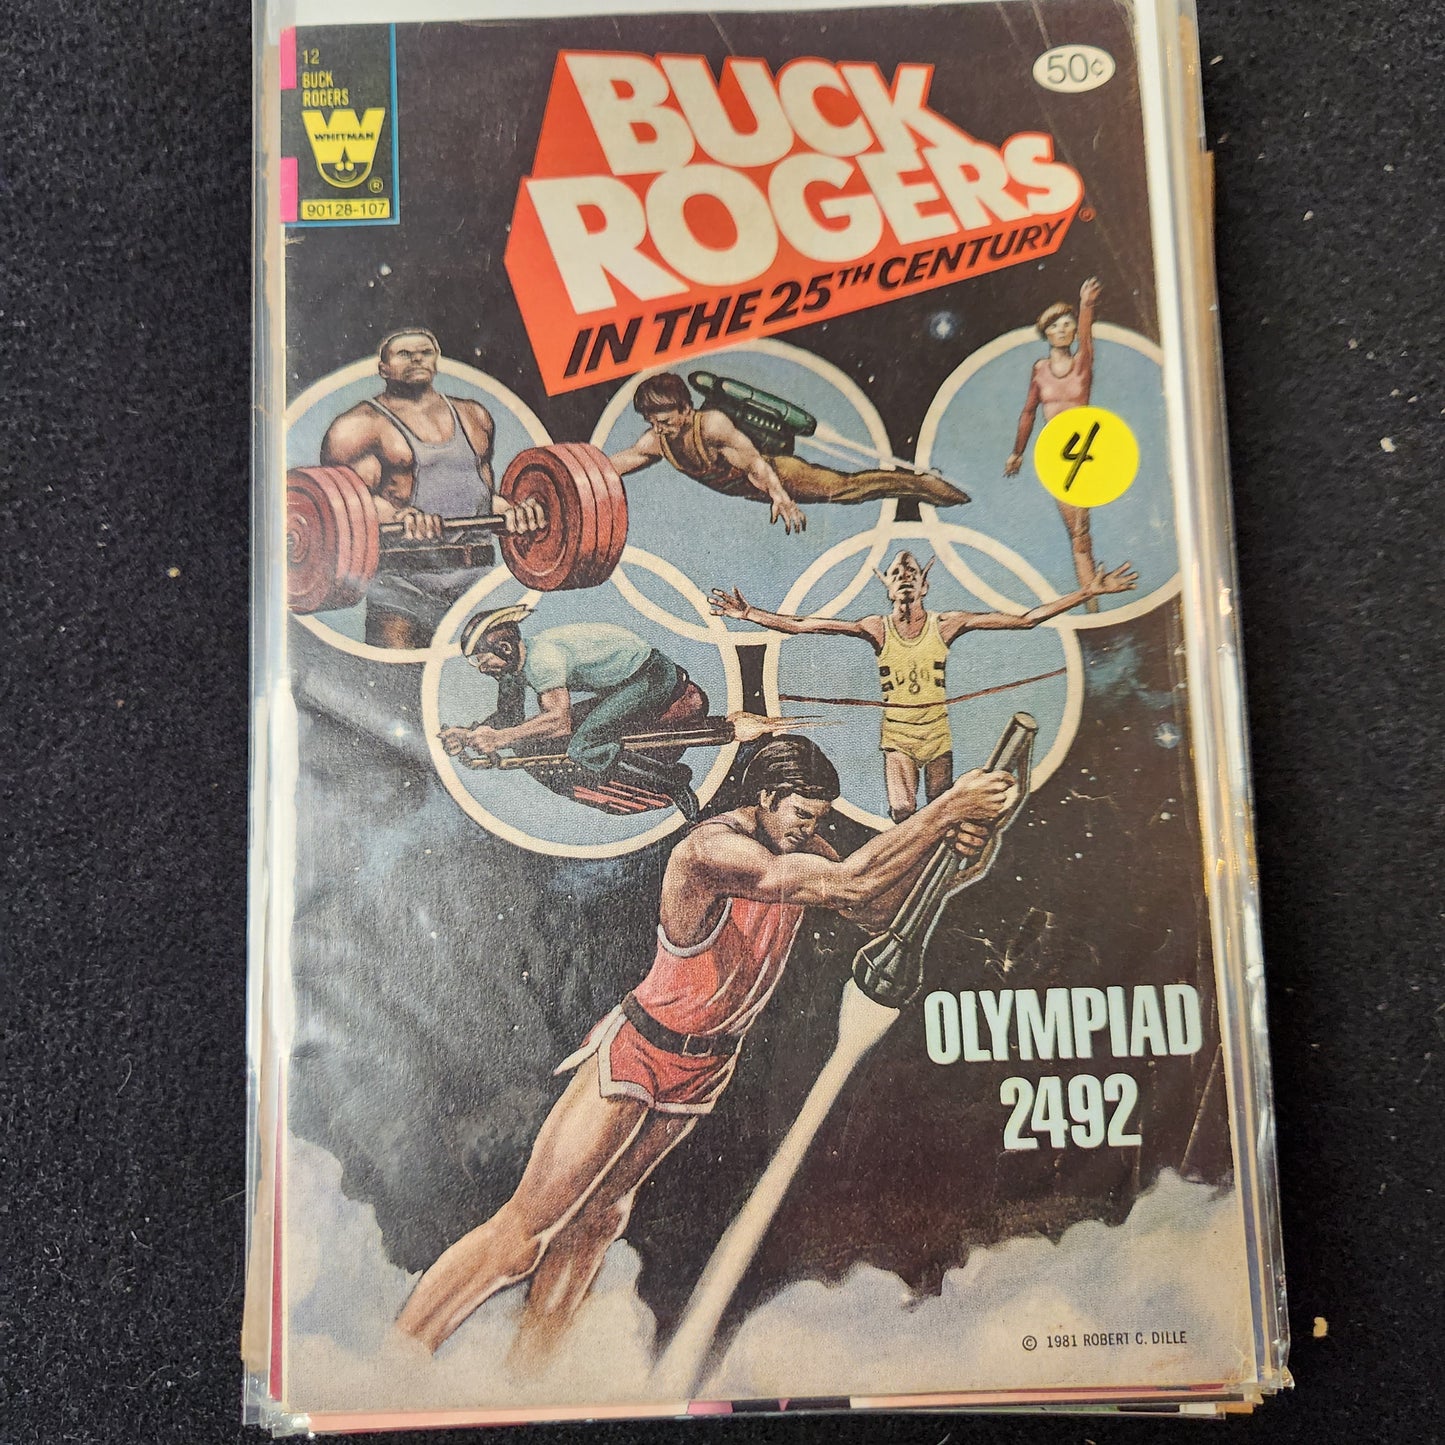 12
BUCK
ROGERS
WHITMAN
®
90128-107
50¢
BUCK
ROGERS®
IN THE 25TH CENTURY
4
OLYMPIAD
2492
© 1981 ROBERT C. DILLE